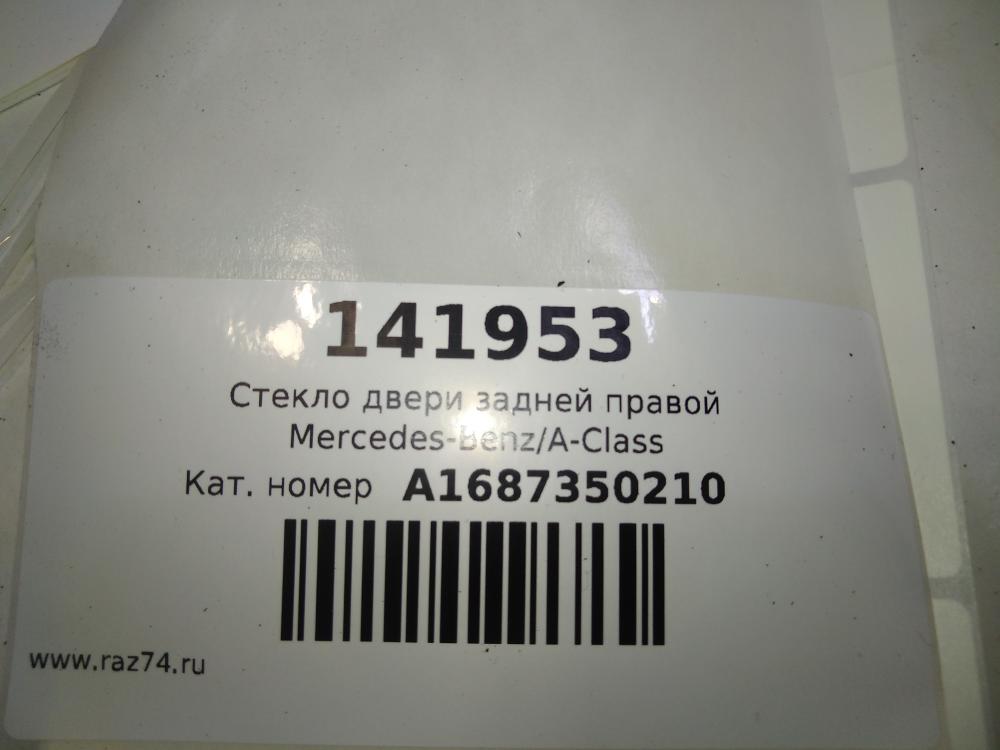 141953
Стекло двери задней правой
Mercedes-Benz/A-Class
Кат. номер A1687350210
www.raz74.ru